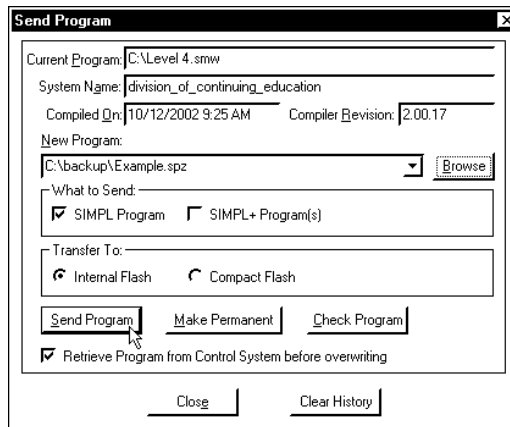 Send Program
Current Program: C:\Level 4.smw
System Name: division_of_continuing_education
Compiled On: 10/12/2002 9:25 AM Compiler Revision: 2.00.17
New Program:
C:\backup\Example.spz Browse
What to Send:
SIMPL Program SIMPL+ Program(s)
Transfer To:
Internal Flash Compact Flash
Send Program Make Permanent Check Program
Retrieve Program from Control System before overwriting
Close Clear History